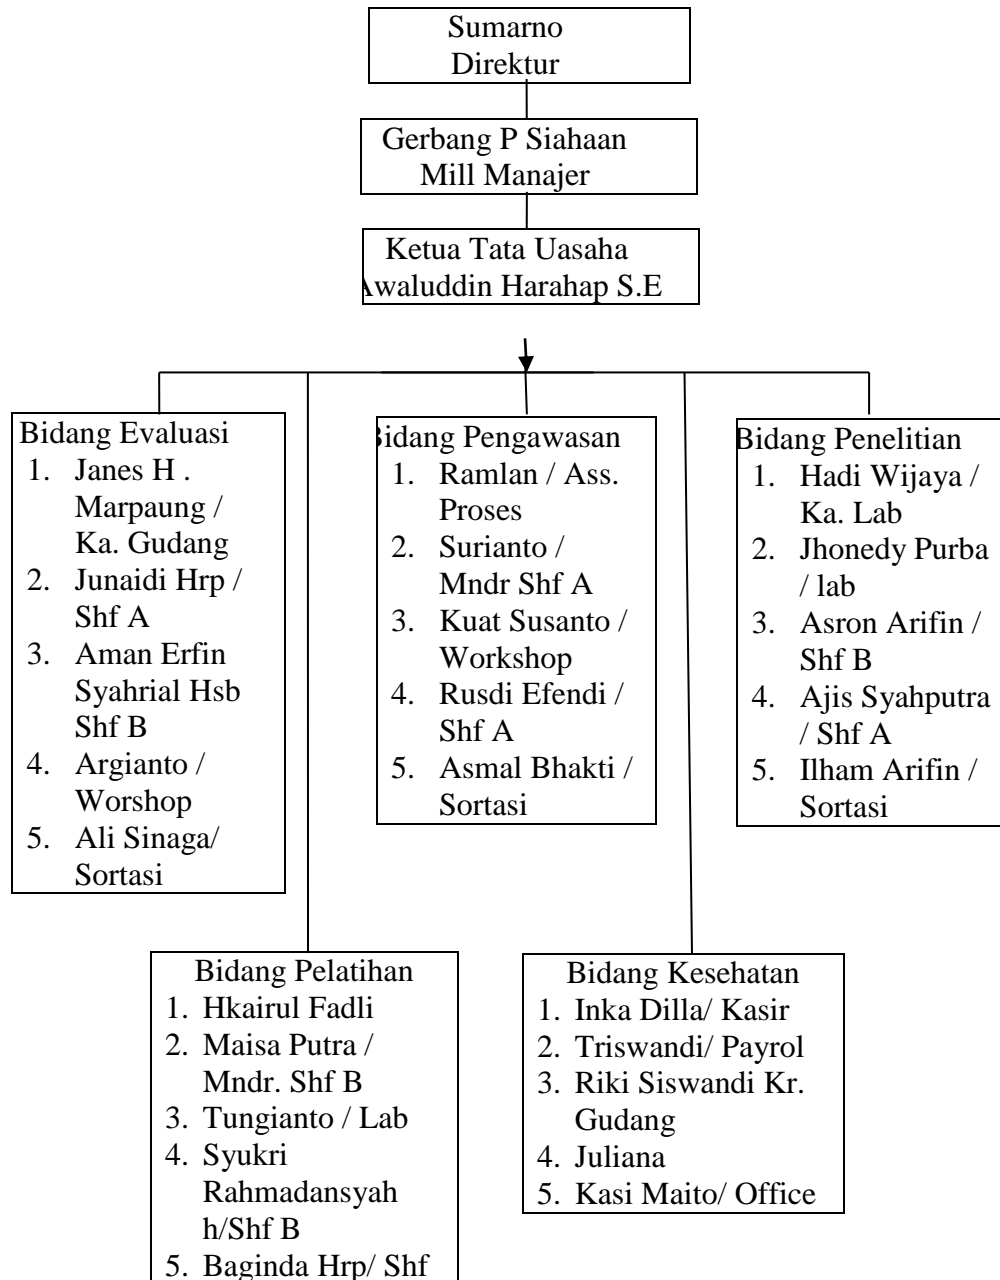 Sumarno
Direktur
Gerbang P Siahaan
Mill Manajer
Ketua Tata Uasaha
Awaluddin Harahap S.E
Bidang Evaluasi
1. Janes H .
Marpaung /
Ka. Gudang
2. Junaidi Hrp /
Shf A
3. Aman Erfin
Syahrial Hsb
Shf B
4. Argianto /
Worshop
5. Ali Sinaga/
Sortasi
Bidang Pengawasan
1. Ramlan / Ass.
Proses
2. Surianto /
Mndr Shf A
3. Kuat Susanto /
Workshop
4. Rusdi Efendi /
Shf A
5. Asmal Bhakti /
Sortasi
Bidang Penelitian
1. Hadi Wijaya /
Ka. Lab
2. Jhonedy Purba
/ lab
3. Asron Arifin /
Shf B
4. Ajis Syahputra
/ Shf A
5. Ilham Arifin /
Sortasi
Bidang Pelatihan
1. Hkairul Fadli
2. Maisa Putra /
Mndr. Shf B
3. Tungianto / Lab
4. Syukri
Rahmadansyah
h/Shf B
5. Baginda Hrp/ Shf
Bidang Kesehatan
1. Inka Dilla/ Kasir
2. Triswandi/ Payrol
3. Riki Siswandi Kr.
Gudang
4. Juliana
5. Kasi Maito/ Office